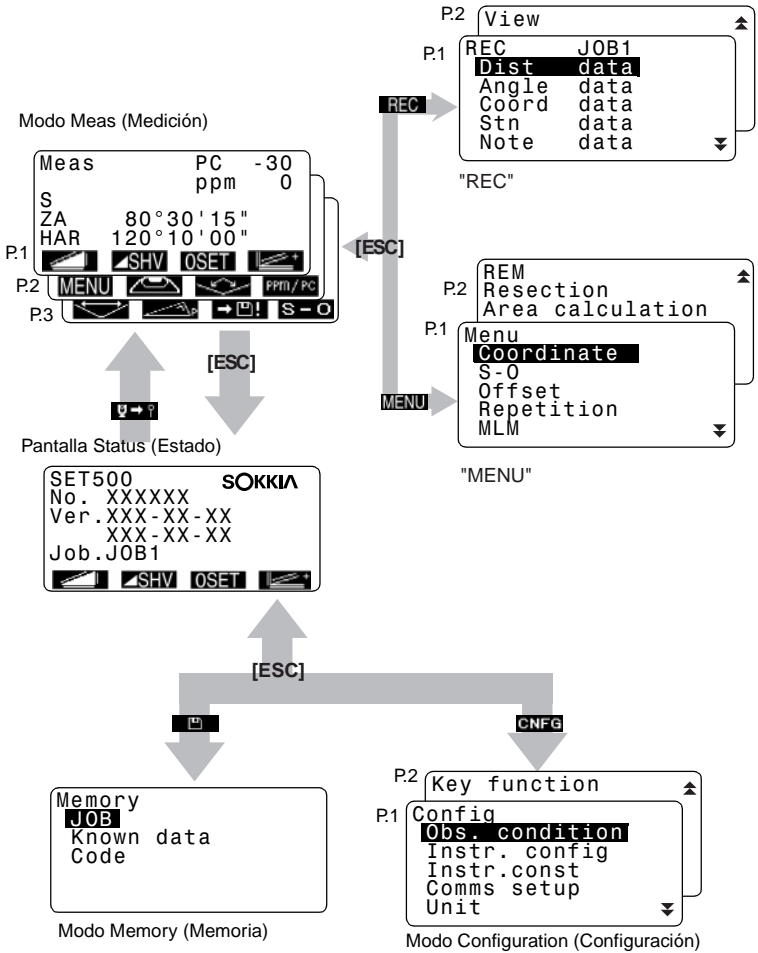 P.2
View
P.1
REC JOB1
Dist data
Angle data
Coord data
Stn data
Note data
"REC"
REC
Modo Meas (Medición)
Meas PC -30
ppm 0
S
ZA 80°30'15"
HAR 120°10'00"
P.1
SHV 0SET
P.2
MENU PPM/PC
P.3
P →! S-O
[ESC]
[ESC]
P.2
REM
Resection
Area calculation
P.1
Menu
Coordinate
S-O
Offset
Repetition
MLM
"MENU"
MENU
Pantalla Status (Estado)
SET500 SOKKIA
No. XXXXXX
Ver.XXX-XX-XX
XXX-XX-XX
Job.JOB1
SHV 0SET
[ESC]
CNFG
Memory
JOB
Known data
Code
Modo Memory (Memoria)
P.2
Key function
P.1
Config
Obs. condition
Instr. config
Instr.const
Comms setup
Unit
Modo Configuration (Configuración)